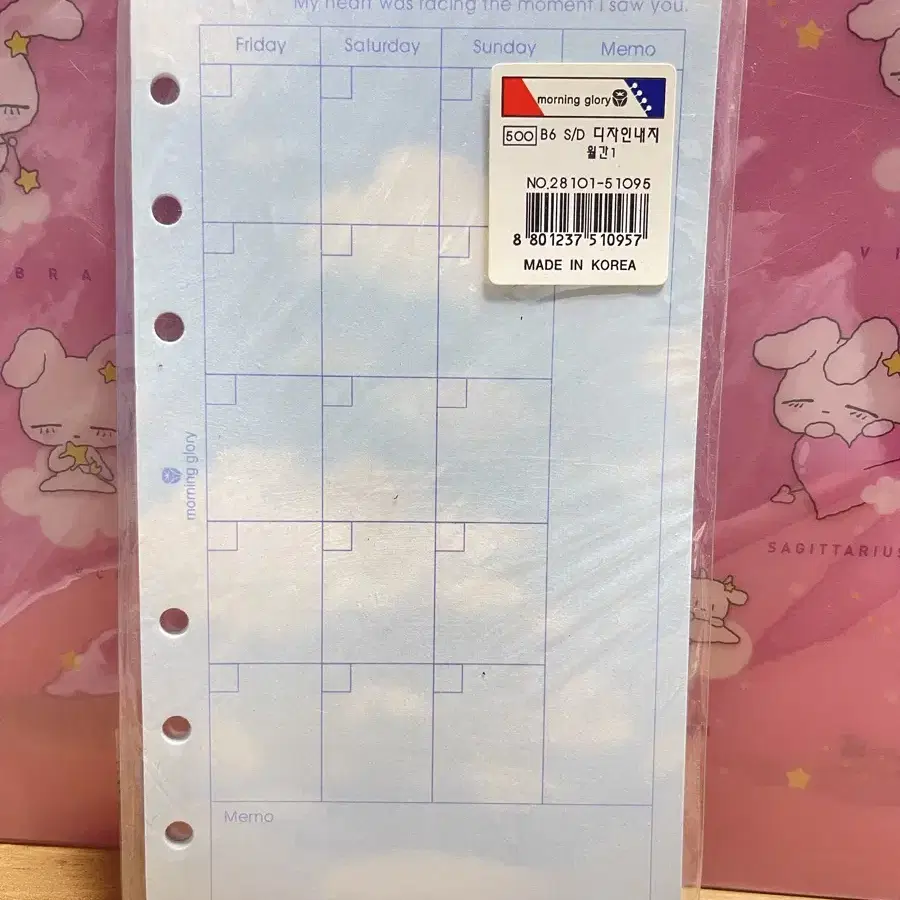 My heart was racing the moment I saw you.
Friday Saturday Sunday Memo
morning glory
500 B6 S/D 디자인내지
월간1
NO.28101-51095
8 801237 510957
MADE IN KOREA
morning glory
Memo
BRA
VI
SAGITTARIUS